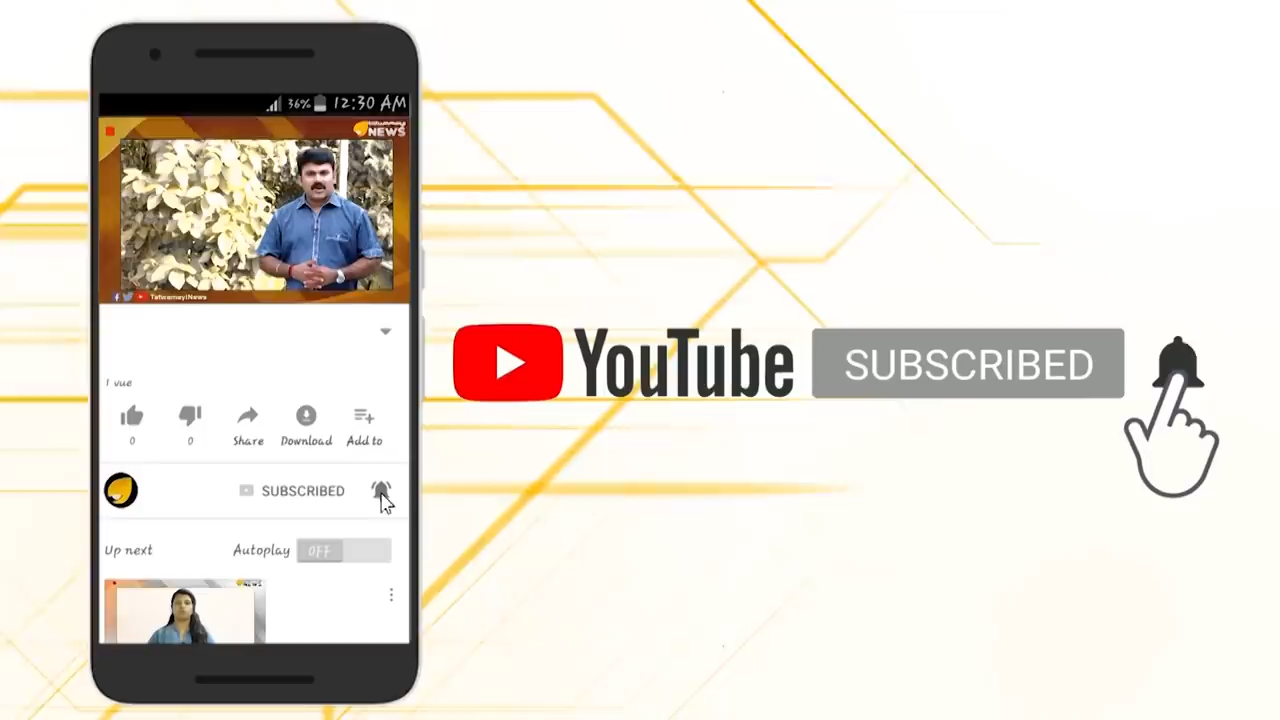 36% 12:30 AM
NEWS
TatwamayiNews
1 vue
0 0 Share Download Add to
SUBSCRIBED
Up next Autoplay OFF
YouTube SUBSCRIBED